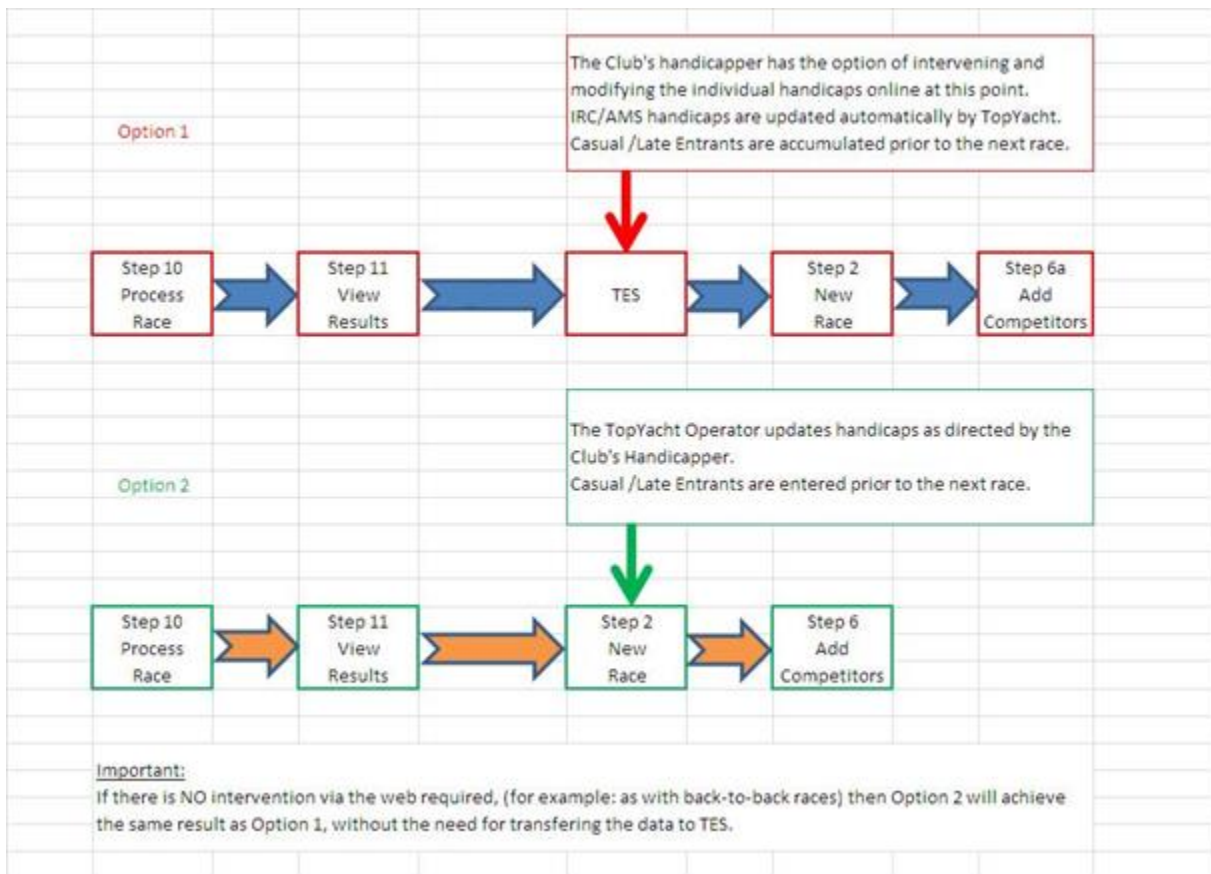 The Club's handicapper has the option of intervening and
modifying the individual handicaps online at this point.
IRC/AMS handicaps are updated automatically by TopYacht.
Casual /Late Entrants are accumulated prior to the next race.
Option 1
Step 10
Process
Race
Step 11
View
Results
TES
Step 2
New
Race
Step 6a
Add
Competitors
The TopYacht Operator updates handicaps as directed by the
Club's Handicapper.
Casual /Late Entrants are entered prior to the next race.
Option 2
Step 10
Process
Race
Step 11
View
Results
Step 2
New
Race
Step 6
Add
Competitors
Important:
If there is NO intervention via the web required, (for example: as with back-to-back races) then Option 2 will achieve
the same result as Option 1, without the need for transfering the data to TES.